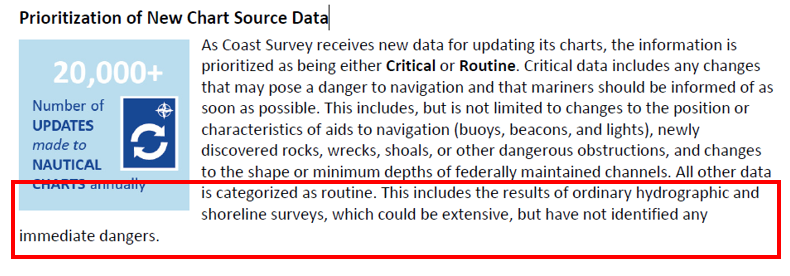 Prioritization of New Chart Source Data
20,000+
Number of
UPDATES
made to
NAUTICAL
CHARTS annually
As Coast Survey receives new data for updating its charts, the information is
prioritized as being either Critical or Routine. Critical data includes any changes
that may pose a danger to navigation and that mariners should be informed of as
soon as possible. This includes, but is not limited to changes to the position or
characteristics of aids to navigation (buoys, beacons, and lights), newly
discovered rocks, wrecks, shoals, or other dangerous obstructions, and changes
to the shape or minimum depths of federally maintained channels. All other data
is categorized as routine. This includes the results of ordinary hydrographic and
shoreline surveys, which could be extensive, but have not identified any
immediate dangers.